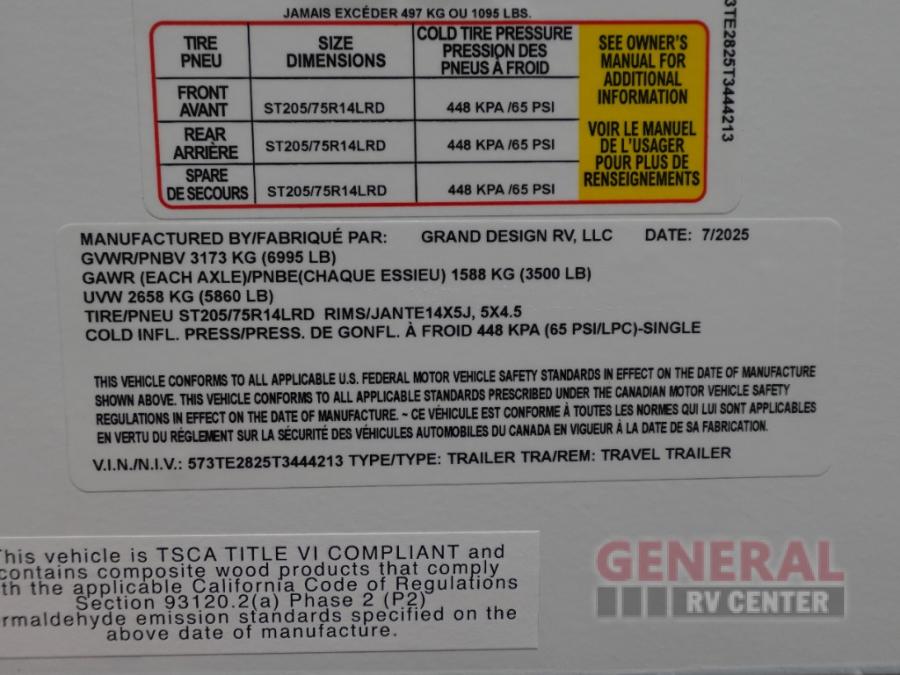 JAMAIS EXCÉDER 497 KG OU 1095 LBS.
TIRE PNEU SIZE DIMENSIONS COLD TIRE PRESSURE PRESSION DES PNEUS À FROID
FRONT AVANT ST205/75R14LRD 448 KPA /65 PSI
REAR ARRIÈRE ST205/75R14LRD 448 KPA /65 PSI
SPARE DE SECOURS ST205/75R14LRD 448 KPA /65 PSI
SEE OWNER'S
MANUAL FOR
ADDITIONAL
INFORMATION
VOIR LE MANUEL
DE L'USAGER
POUR PLUS DE
RENSEIGNEMENTS
3TE2825T3444213
MANUFACTURED BY/FABRIQUÉ PAR: GRAND DESIGN RV, LLC DATE: 7/2025
GVWR/PNBV 3173 KG (6995 LB)
GAWR (EACH AXLE)/PNBE(CHAQUE ESSIEU) 1588 KG (3500 LB)
UVW 2658 KG (5860 LB)
TIRE/PNEU ST205/75R14LRD RIMS/JANTE14X5J, 5X4.5
COLD INFL. PRESS/PRESS. DE GONFL. À FROID 448 KPA (65 PSI/LPC)-SINGLE
THIS VEHICLE CONFORMS TO ALL APPLICABLE U.S. FEDERAL MOTOR VEHICLE SAFETY STANDARDS IN EFFECT ON THE DATE OF MANUFACTURE
SHOWN ABOVE. THIS VEHICLE CONFORMS TO ALL APPLICABLE STANDARDS PRESCRIBED UNDER THE CANADIAN MOTOR VEHICLE SAFETY
REGULATIONS IN EFFECT ON THE DATE OF MANUFACTURE. ~ CE VÉHICULE EST CONFORME À TOUTES LES NORMES QUI LUI SONT APPLICABLES
EN VERTU DU RÉGLEMENT SUR LA SÉCURITÉ DES VÉHICULES AUTOMOBILES DU CANADA EN VIGUEUR À LA DATE DE SA FABRICATION.
V.I.N./N.I.V.: 573TE2825T3444213 TYPE/TYPE: TRAILER TRA/REM: TRAVEL TRAILER
This vehicle is TSCA TITLE VI COMPLIANT and
contains composite wood products that comply
th the applicable California Code of Regulations
Section 93120.2(a) Phase 2 (P2)
rmaldehyde emission standards specified on the
above date of manufacture.
GENERAL
RV CENTER